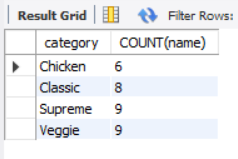 Result Grid Filter Rows:
category COUNT(name)
Chicken 6
Classic 8
Supreme 9
Veggie 9